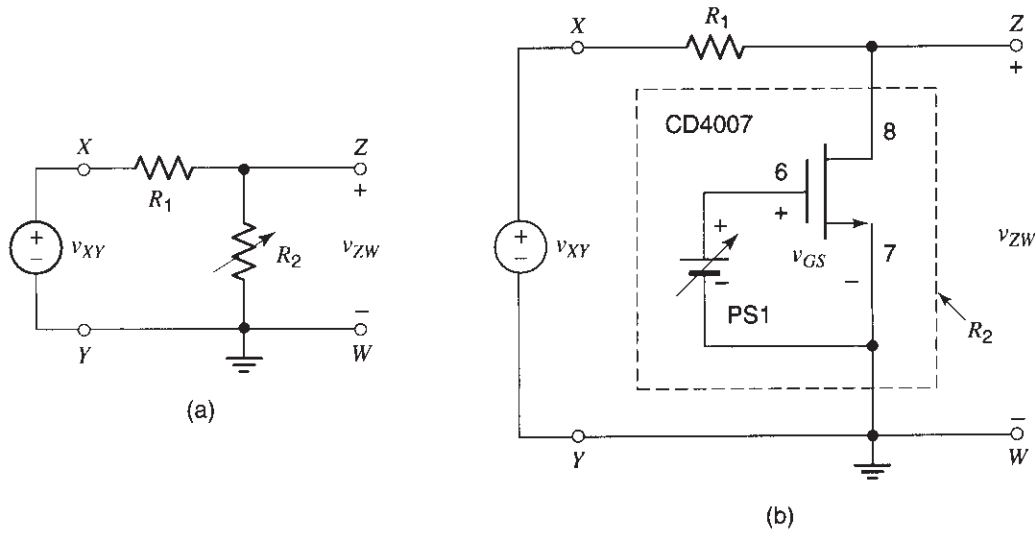 X
R1
Z
+
+
−
vXY
R2
vZW
−
Y
W
(a)
X
R1
Z
+
CD4007
8
6
+
+
−
vXY
+
vGS
7
vZW
−
−
PS1
R2
−
Y
W
(b)